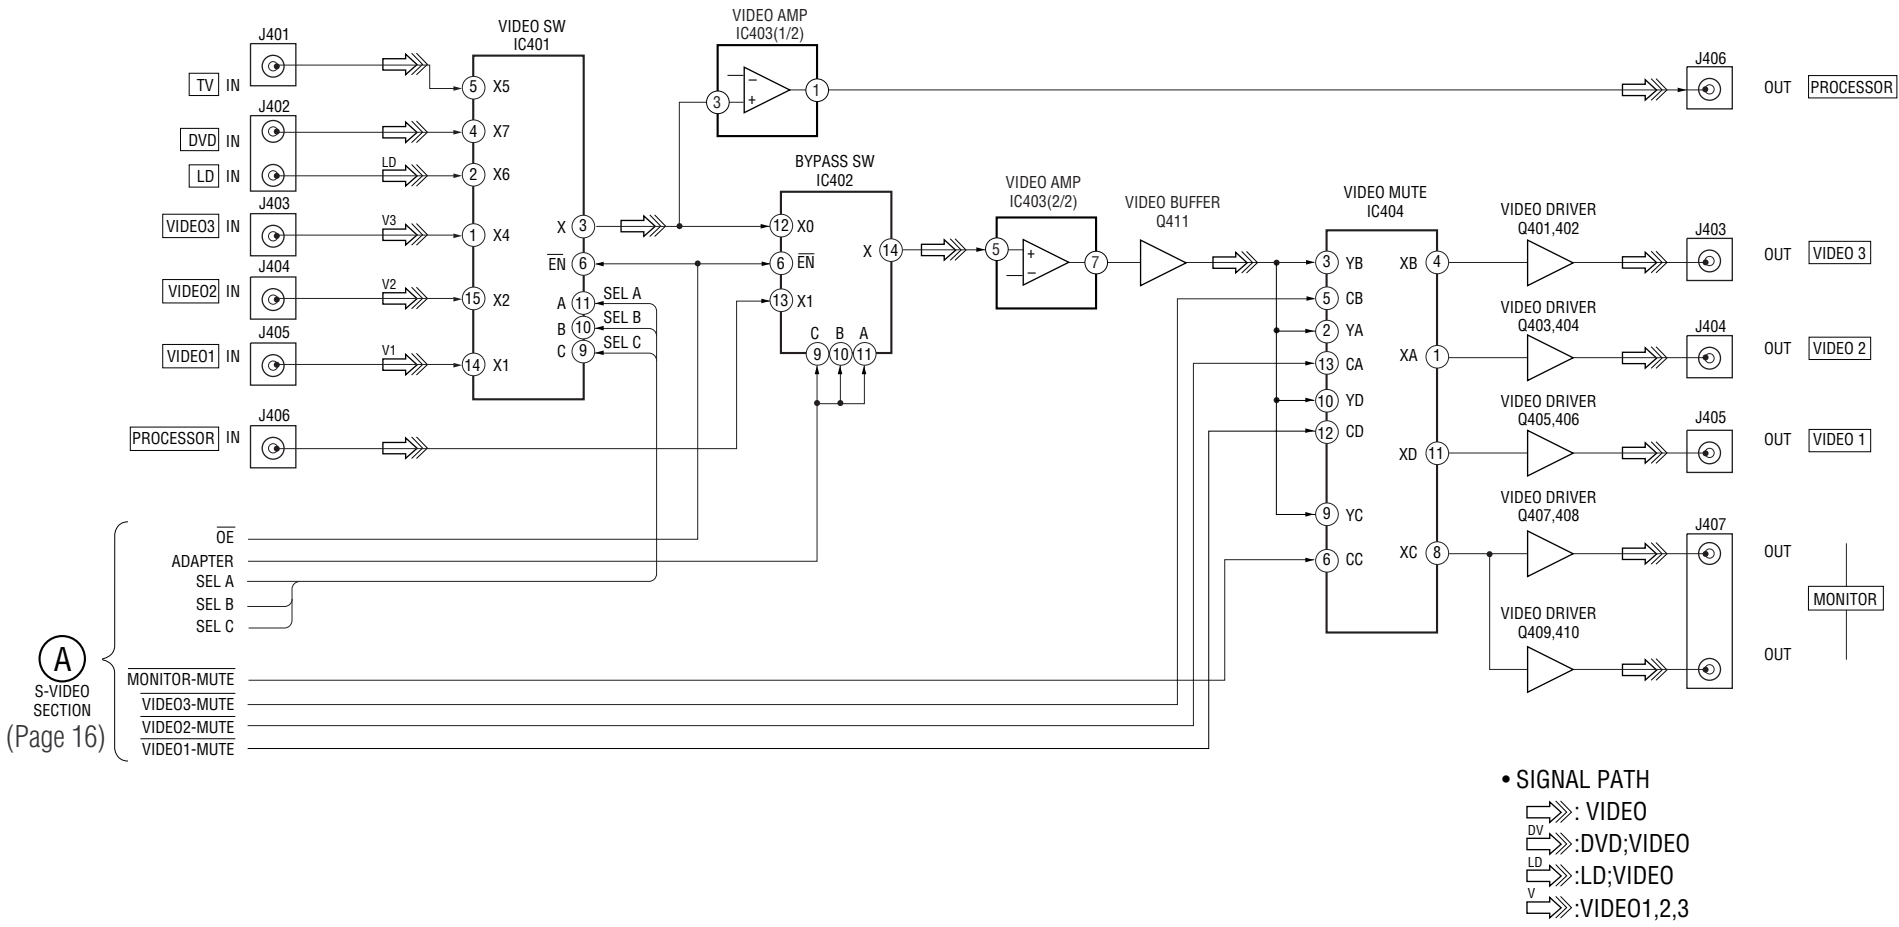 VIDEO SW
IC401
VIDEO AMP
IC403(1/2)
J401
TV IN
5 X5
J402
DVD IN
4 X7
LD IN
LD
2 X6
J403
VIDEO3 IN
V3
1 X4
J404
VIDEO2 IN
V2
15 X2
J405
VIDEO1 IN
V1
14 X1
J406
PROCESSOR IN
X 3
EN 6
A 11 SEL A
B 10 SEL B
C 9 SEL C
3
−
+
1
J406
OUT PROCESSOR
BYPASS SW
IC402
12 X0
6 EN
13 X1
X 14
C B A
9 10 11
VIDEO AMP
IC403(2/2)
5
+
−
7
VIDEO BUFFER
Q411
VIDEO MUTE
IC404
3 YB
5 CB
2 YA
13 CA
10 YD
12 CD
9 YC
6 CC
XB 4
XA 1
XD 11
XC 8
VIDEO DRIVER
Q401,402
J403
OUT VIDEO 3
VIDEO DRIVER
Q403,404
J404
OUT VIDEO 2
VIDEO DRIVER
Q405,406
J405
OUT VIDEO 1
VIDEO DRIVER
Q407,408
J407
OUT
MONITOR
VIDEO DRIVER
Q409,410
OUT
OE
ADAPTER
SEL A
SEL B
SEL C
A
S-VIDEO
SECTION
(Page 16)
MONITOR-MUTE
VIDEO3-MUTE
VIDEO2-MUTE
VIDEO1-MUTE
• SIGNAL PATH
: VIDEO
DV
:DVD;VIDEO
LD
:LD;VIDEO
V
:VIDEO1,2,3